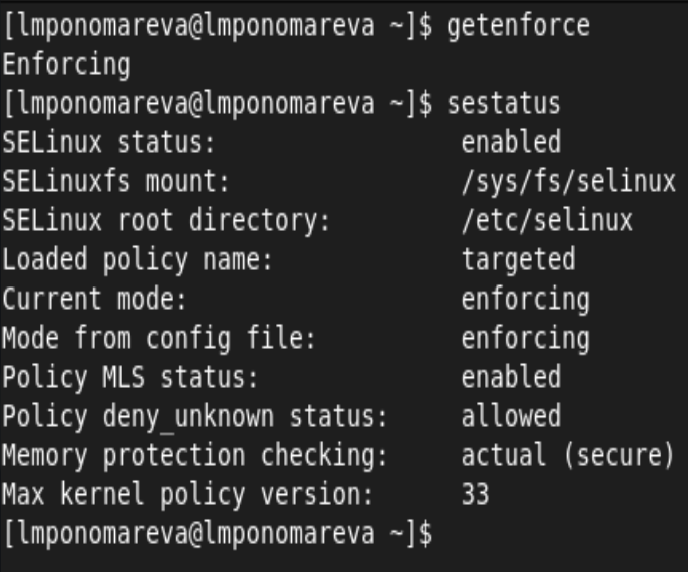 [lmponomareva@lmponomareva ~]$ getenforce
Enforcing
[lmponomareva@lmponomareva ~]$ sestatus
SELinux status:                 enabled
SELinuxfs mount:                /sys/fs/selinux
SELinux root directory:         /etc/selinux
Loaded policy name:             targeted
Current mode:                   enforcing
Mode from config file:          enforcing
Policy MLS status:              enabled
Policy deny_unknown status:     allowed
Memory protection checking:     actual (secure)
Max kernel policy version:      33
[lmponomareva@lmponomareva ~]$